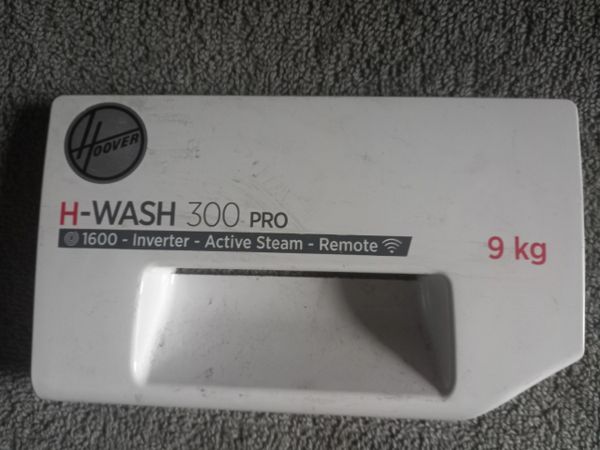 HOOVER
H-WASH 300 PRO
1600 - Inverter - Active Steam - Remote
9 kg